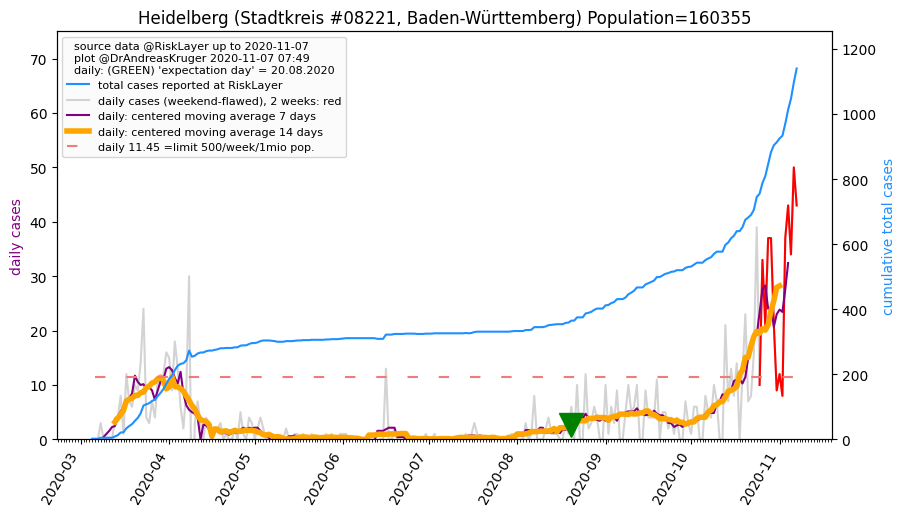 Heidelberg (Stadtkreis #08221, Baden-Württemberg) Population=160355
source data @RiskLayer up to 2020-11-07
plot @DrAndreasKruger 2020-11-07 07:49
daily: (GREEN) 'expectation day' = 20.08.2020
total cases reported at RiskLayer
daily cases (weekend-flawed), 2 weeks: red
daily: centered moving average 7 days
daily: centered moving average 14 days
daily 11.45 =limit 500/week/1mio pop.
daily cases
70
60
50
40
30
20
10
0
cumulative total cases
1200
1000
800
600
400
200
0
2020-03
2020-04
2020-05
2020-06
2020-07
2020-08
2020-09
2020-10
2020-11